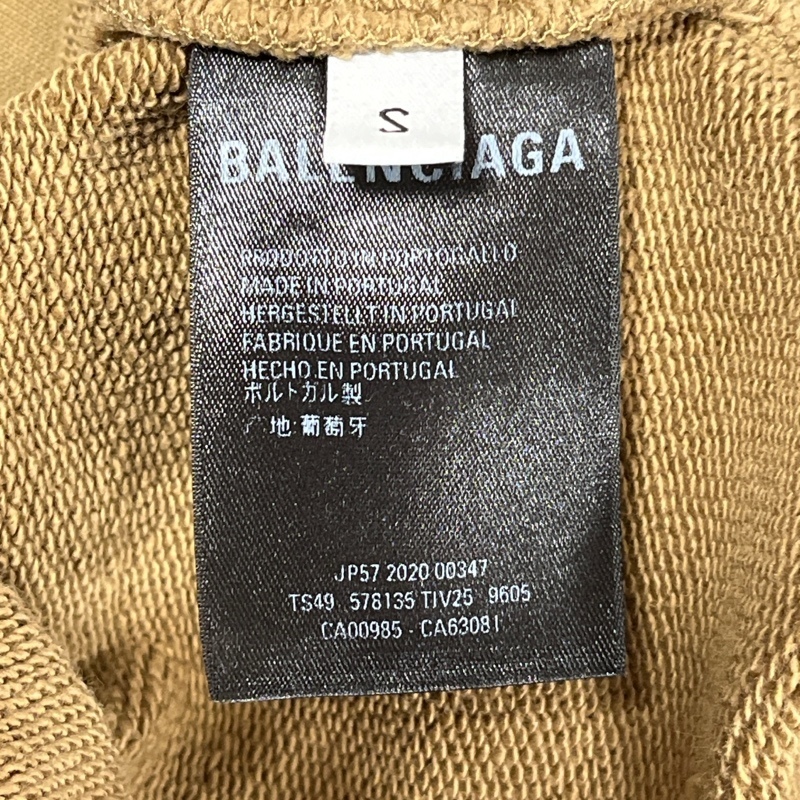 S
BALENCIAGA
PRODOTTO IN PORTOGALLO
MADE IN PORTUGAL
HERGESTELLT IN PORTUGAL
FABRIQUE EN PORTUGAL
HECHO EN PORTUGAL
ポルトガル製
产地:葡萄牙
JP57 2020 00347
TS49 578135 TIV25 9605
CA00985 - CA63081